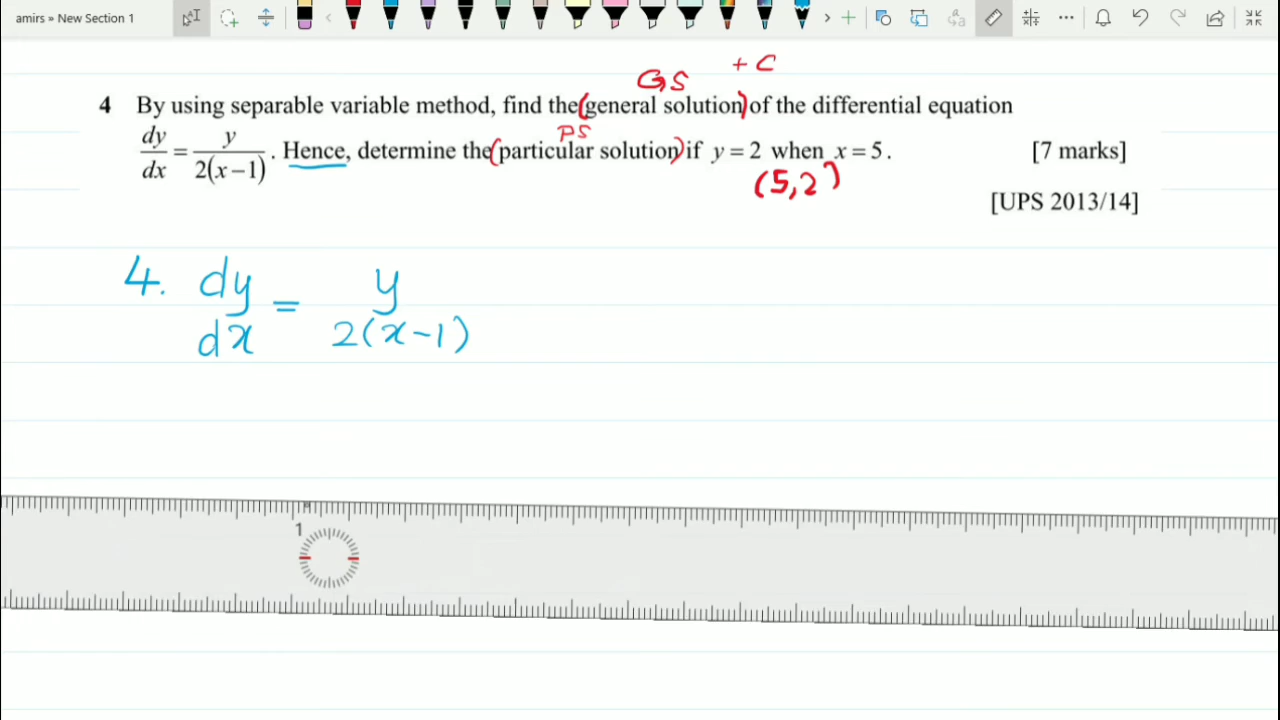 amirs » New Section 1
GS + C
4 By using separable variable method, find the (general solution) of the differential equation
PS
dy/dx = y/2(x−1). Hence, determine the (particular solution) if y = 2 when x = 5. [7 marks]
(5,2)
[UPS 2013/14]
4. dy/dx = y/2(x-1)
1